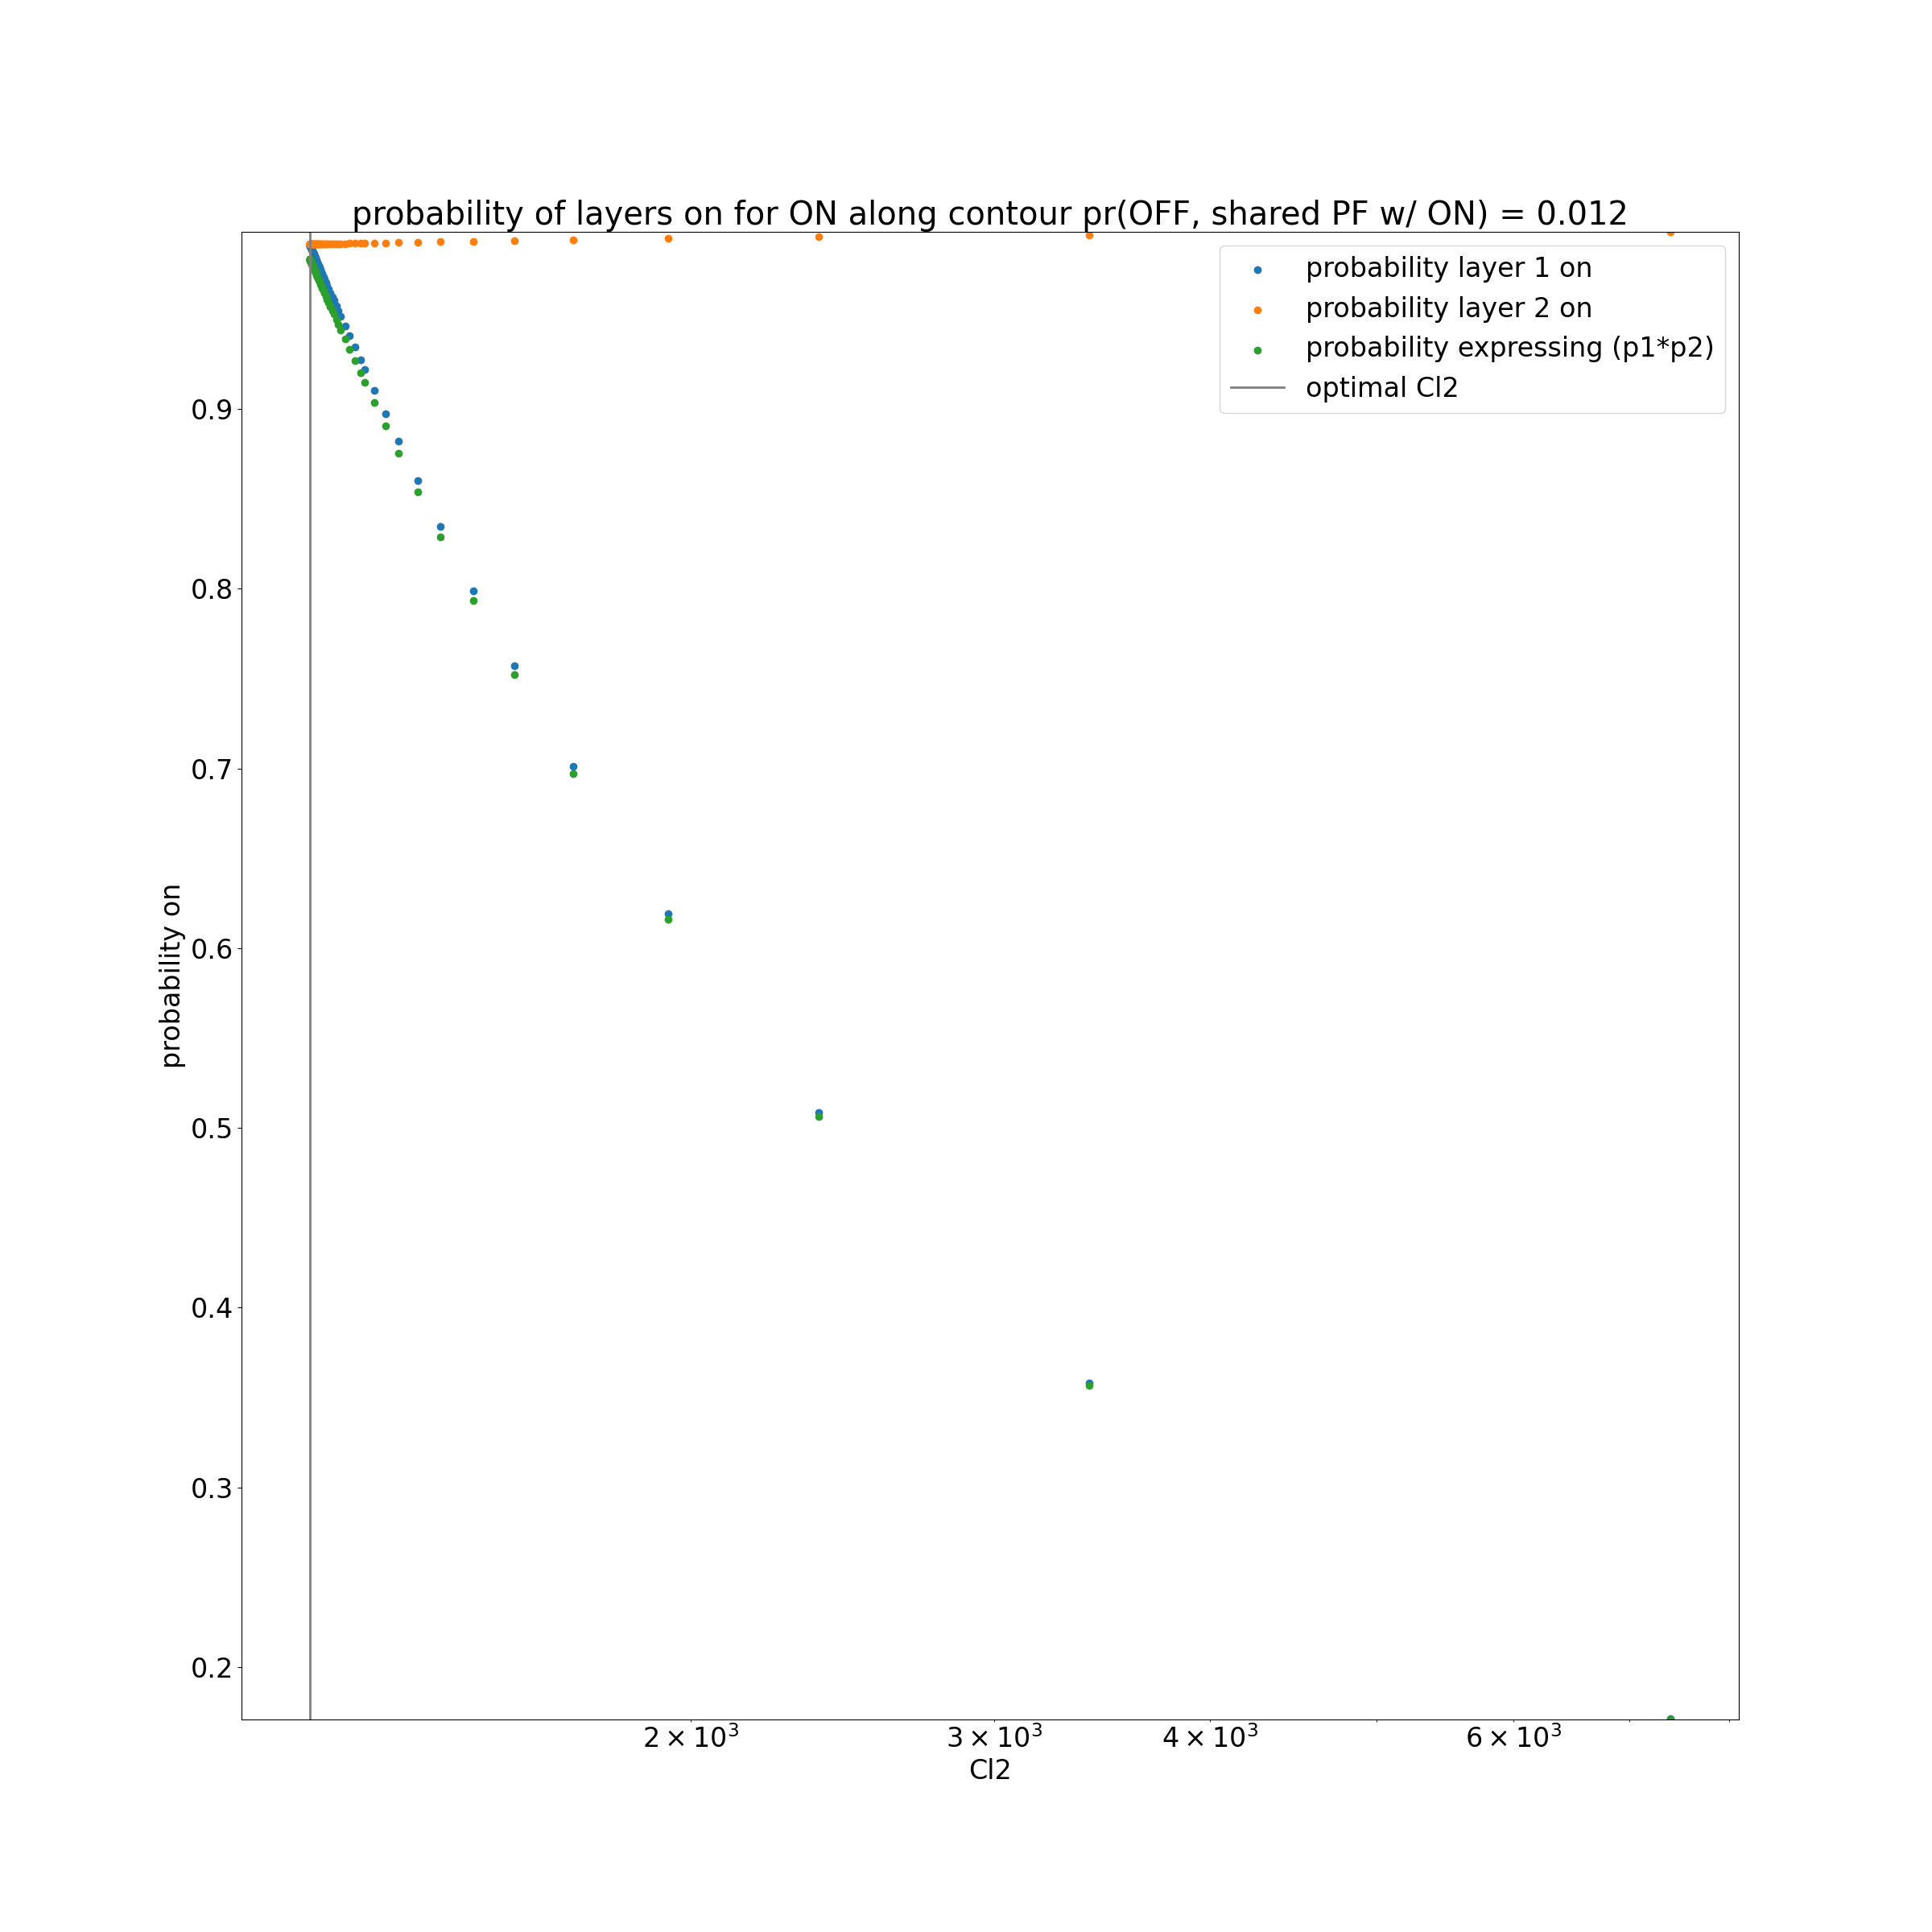 probability of layers on for ON along contour pr(OFF, shared PF w/ ON) = 0.012
probability layer 1 on
probability layer 2 on
probability expressing (p1*p2)
optimal Cl2
0.9
0.8
0.7
0.6
0.5
0.4
0.3
0.2
probability on
2 × 10³
3 × 10³
4 × 10³
6 × 10³
Cl2